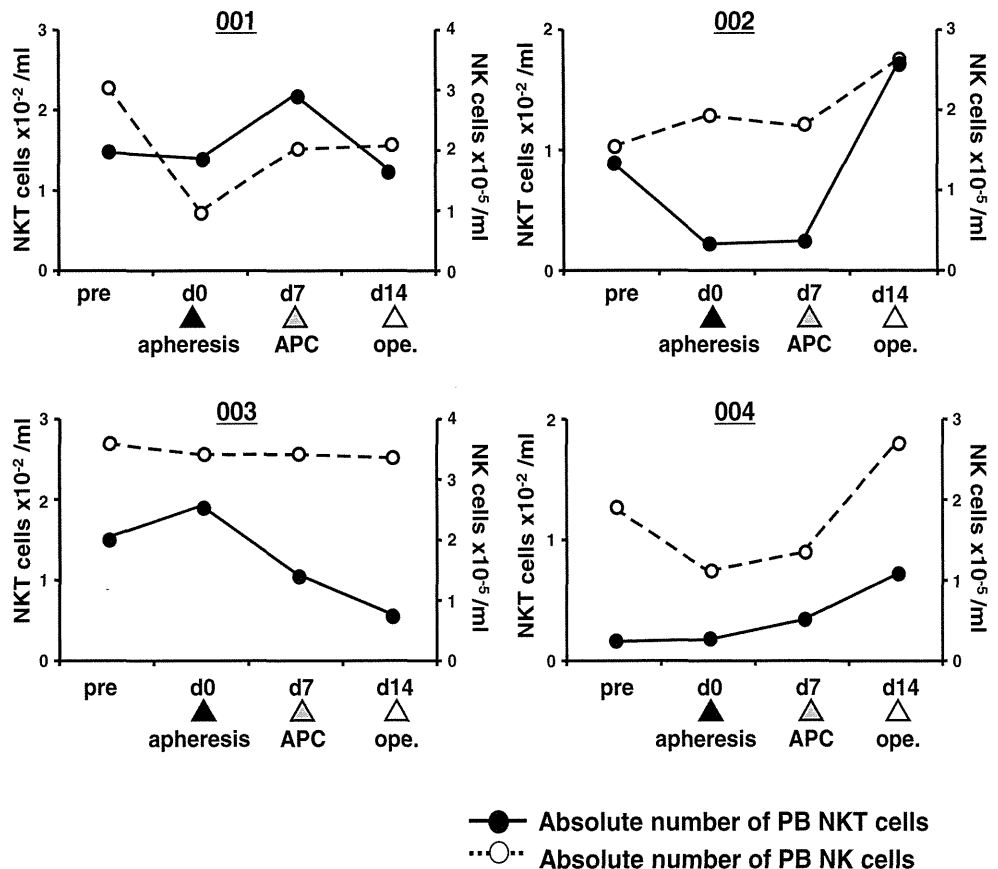 001
NKT cells x10⁻² /ml
3
2
1
0
NK cells x10⁻⁵ /ml
4
3
2
1
0
pre d0 d7 d14
apheresis APC ope.
002
NKT cells x10⁻² /ml
2
1
0
NK cells x10⁻⁵ /ml
3
2
1
0
pre d0 d7 d14
apheresis APC ope.
003
NKT cells x10⁻² /ml
3
2
1
0
NK cells x10⁻⁵ /ml
4
3
2
1
0
pre d0 d7 d14
apheresis APC ope.
004
NKT cells x10⁻² /ml
2
1
0
NK cells x10⁻⁵ /ml
3
2
1
0
pre d0 d7 d14
apheresis APC ope.
Absolute number of PB NKT cells
Absolute number of PB NK cells